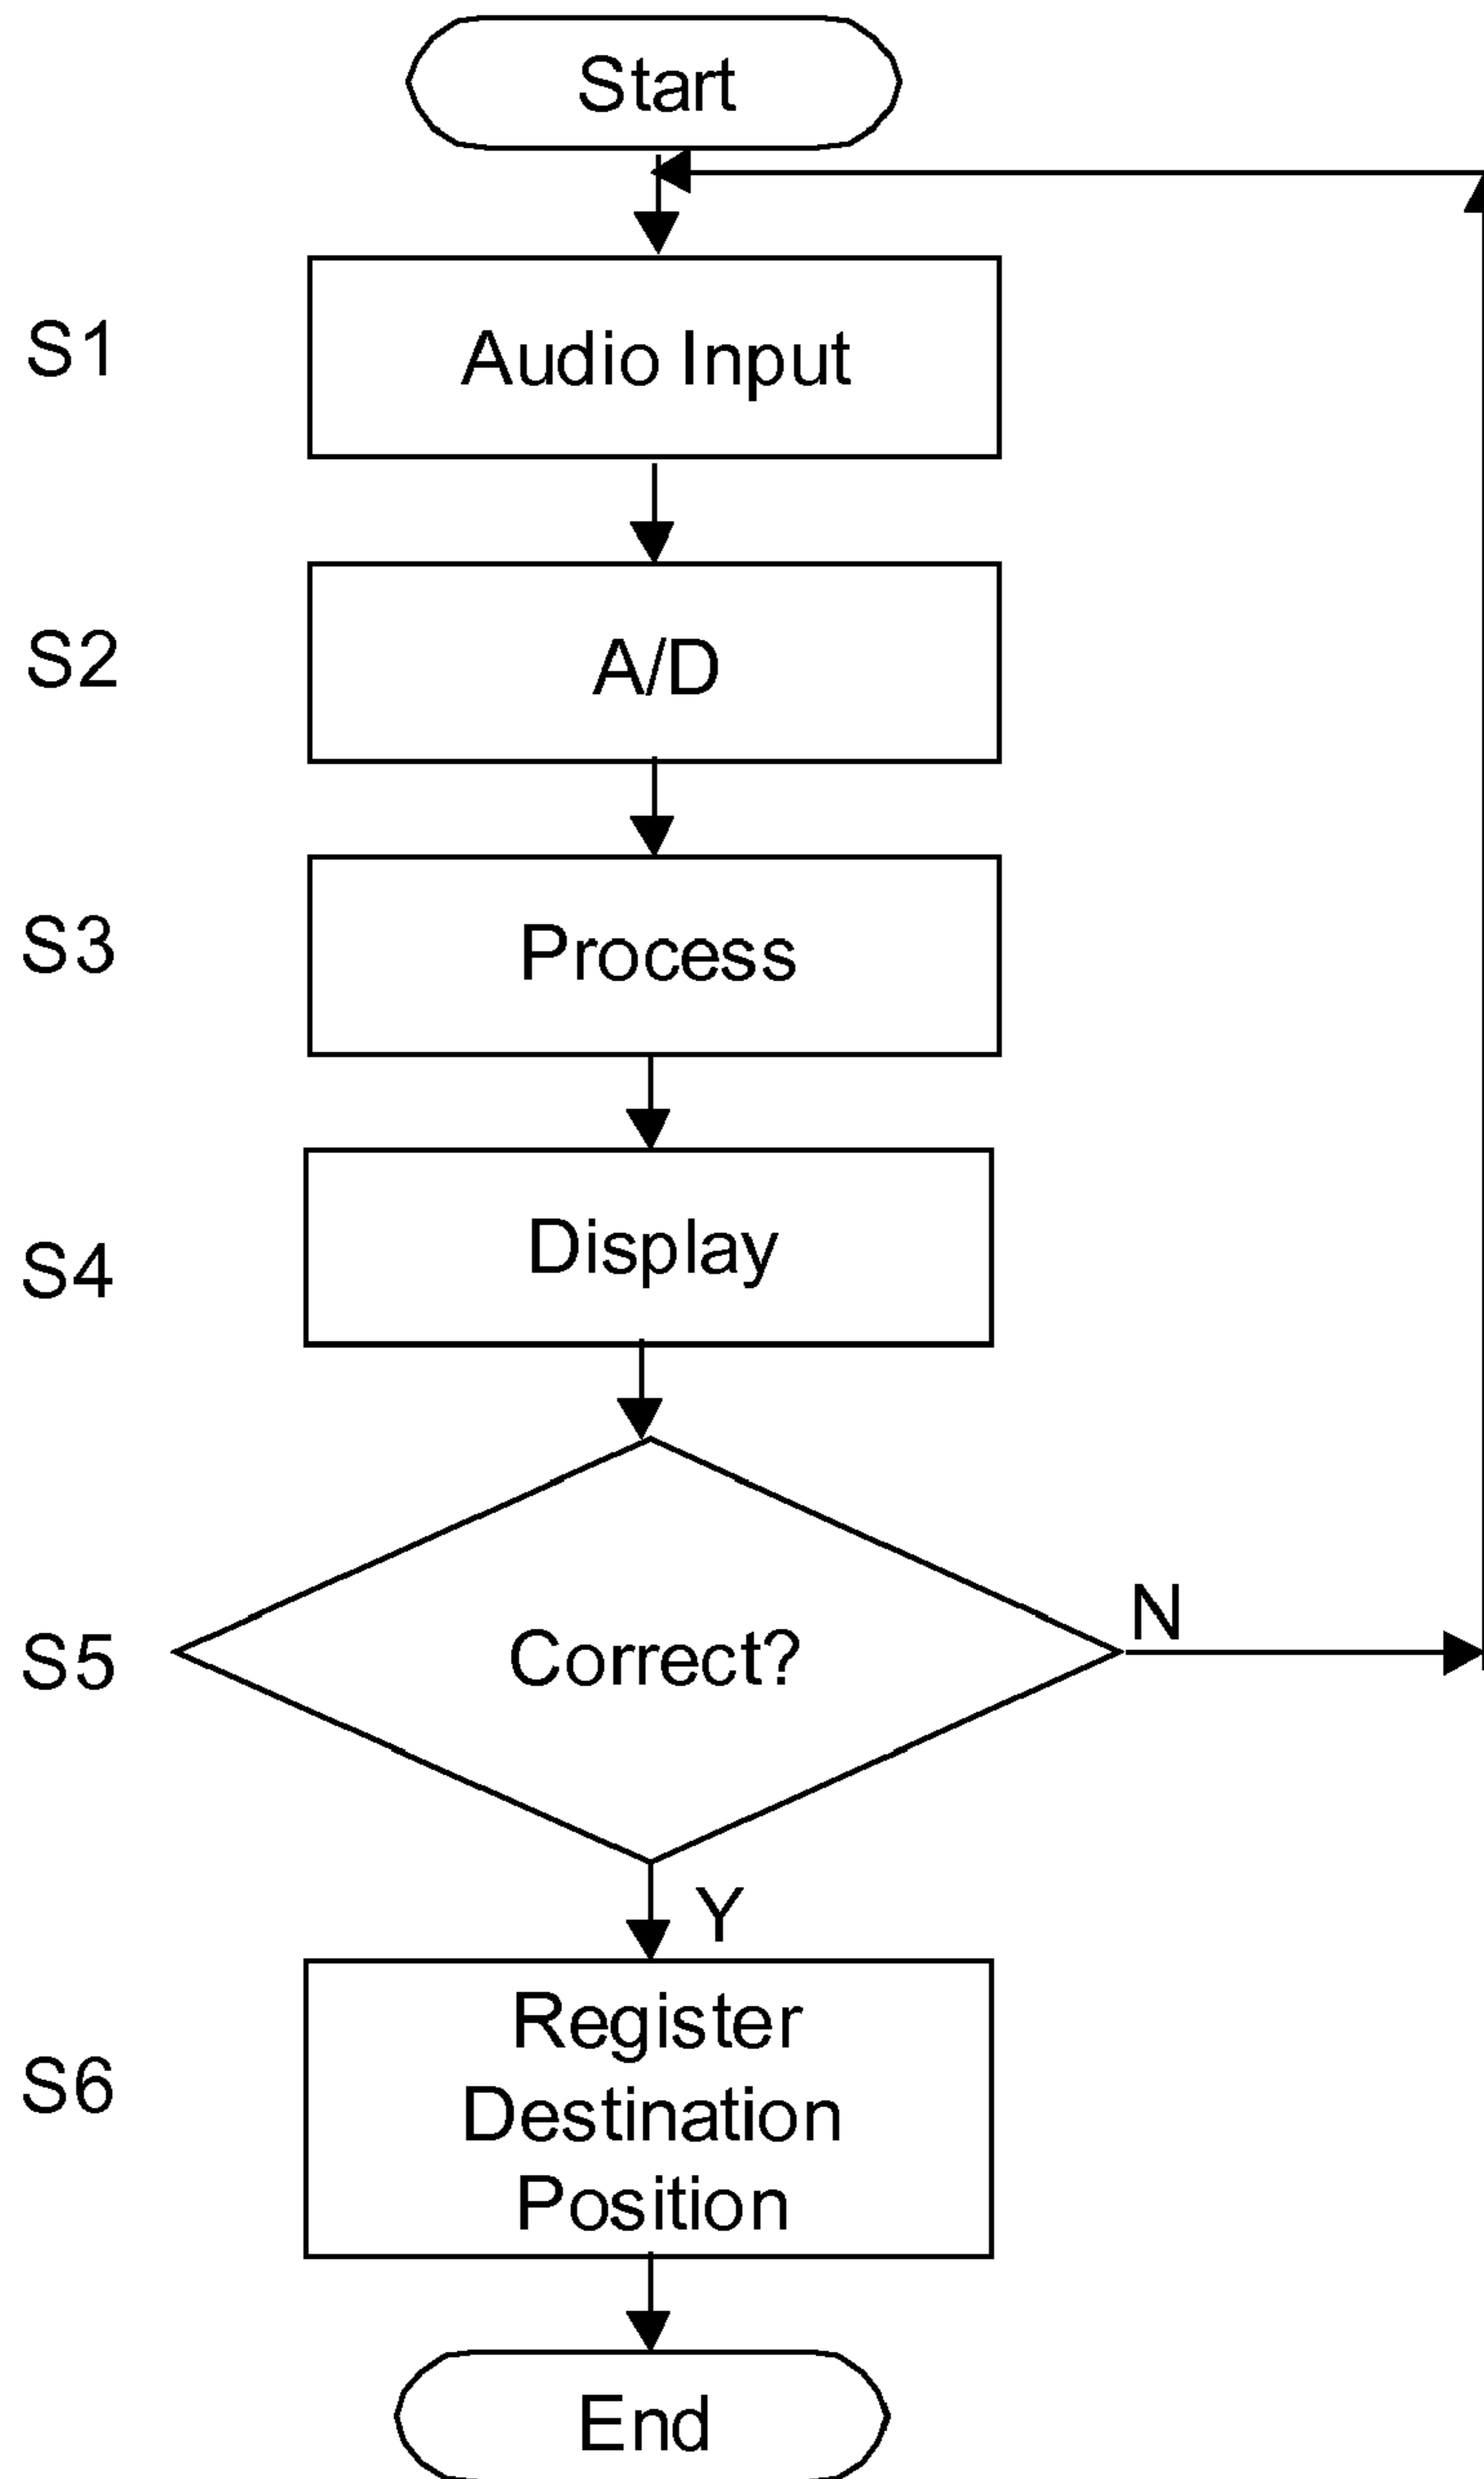 Start
S1
Audio Input
S2
A/D
S3
Process
S4
Display
S5
Correct?
N
Y
S6
Register
Destination
Position
End